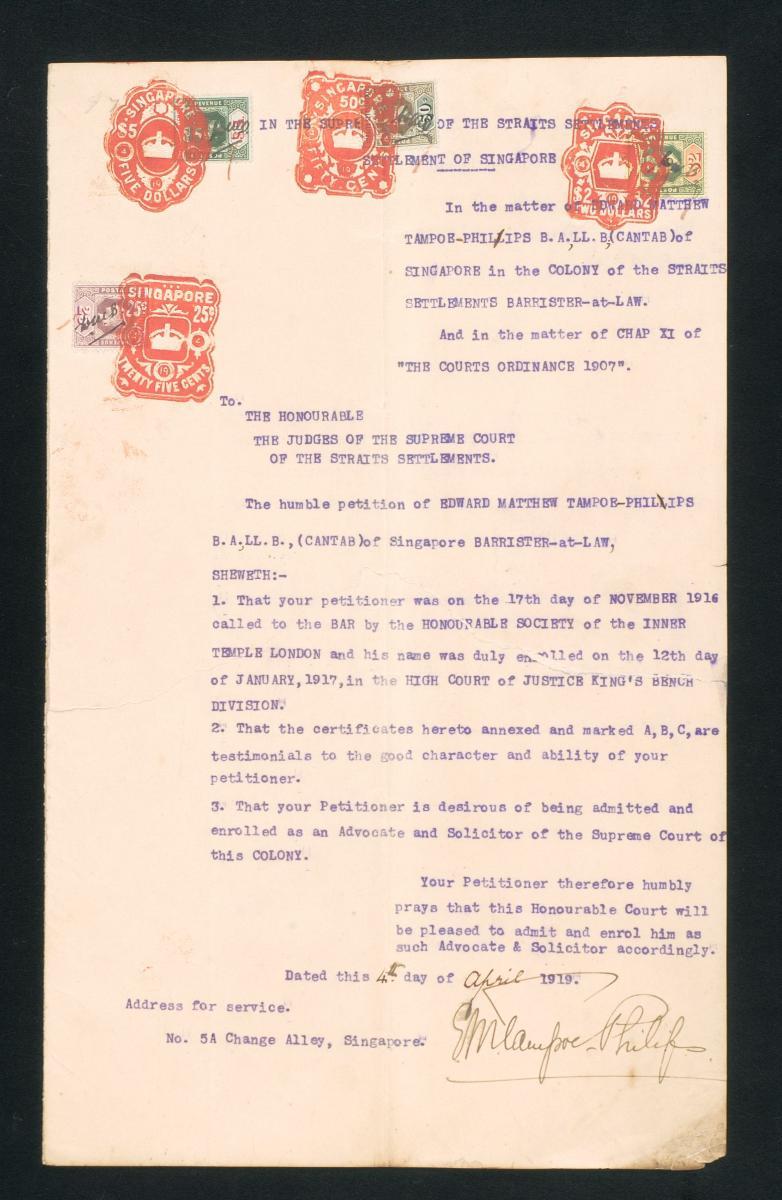 SINGAPORE
$5
FIVE DOLLARS
REVENUE
SINGAPORE
50c
FIFTY CENTS
$2
TWO DOLLARS
IN THE SUPRE OF THE STRAITS SETTLEMENTS
SETTLEMENT OF SINGAPORE
In the matter of EDWARD MATTHEW
TAMPOE-PHILLIPS B.A,LL.B,(CANTAB)of
SINGAPORE in the COLONY of the STRAITS
SETTLEMENTS BARRISTER-at-LAW.
And in the matter of CHAP XI of
"THE COURTS ORDINANCE 1907".
SINGAPORE
25c 25c
TWENTY FIVE CENTS
To.
THE HONOURABLE
THE JUDGES OF THE SUPREME COURT
OF THE STRAITS SETTLEMENTS.
The humble petition of EDWARD MATTHEW TAMPOE-PHILLIPS
B.A,LL.B.,(CANTAB)of Singapore BARRISTER-at-LAW,
SHEWETH:-
1. That your petitioner was on the 17th day of NOVEMBER 1916
called to the BAR by the HONOURABLE SOCIETY of the INNER
TEMPLE LONDON and his name was duly enrolled on the 12th day
of JANUARY,1917,in the HIGH COURT of JUSTICE KING'S BENCH
DIVISION.
2. That the certificates hereto annexed and marked A,B,C,are
testimonials to the good character and ability of your
petitioner.
3. That your Petitioner is desirous of being admitted and
enrolled as an Advocate and Solicitor of the Supreme Court of
this COLONY.
Your Petitioner therefore humbly
prays that this Honourable Court will
be pleased to admit and enrol him as
such Advocate & Solicitor accordingly.
Dated this 4th day of April 1919.
Address for service.
No. 5A Change Alley, Singapore.
EMTampoe-Philips